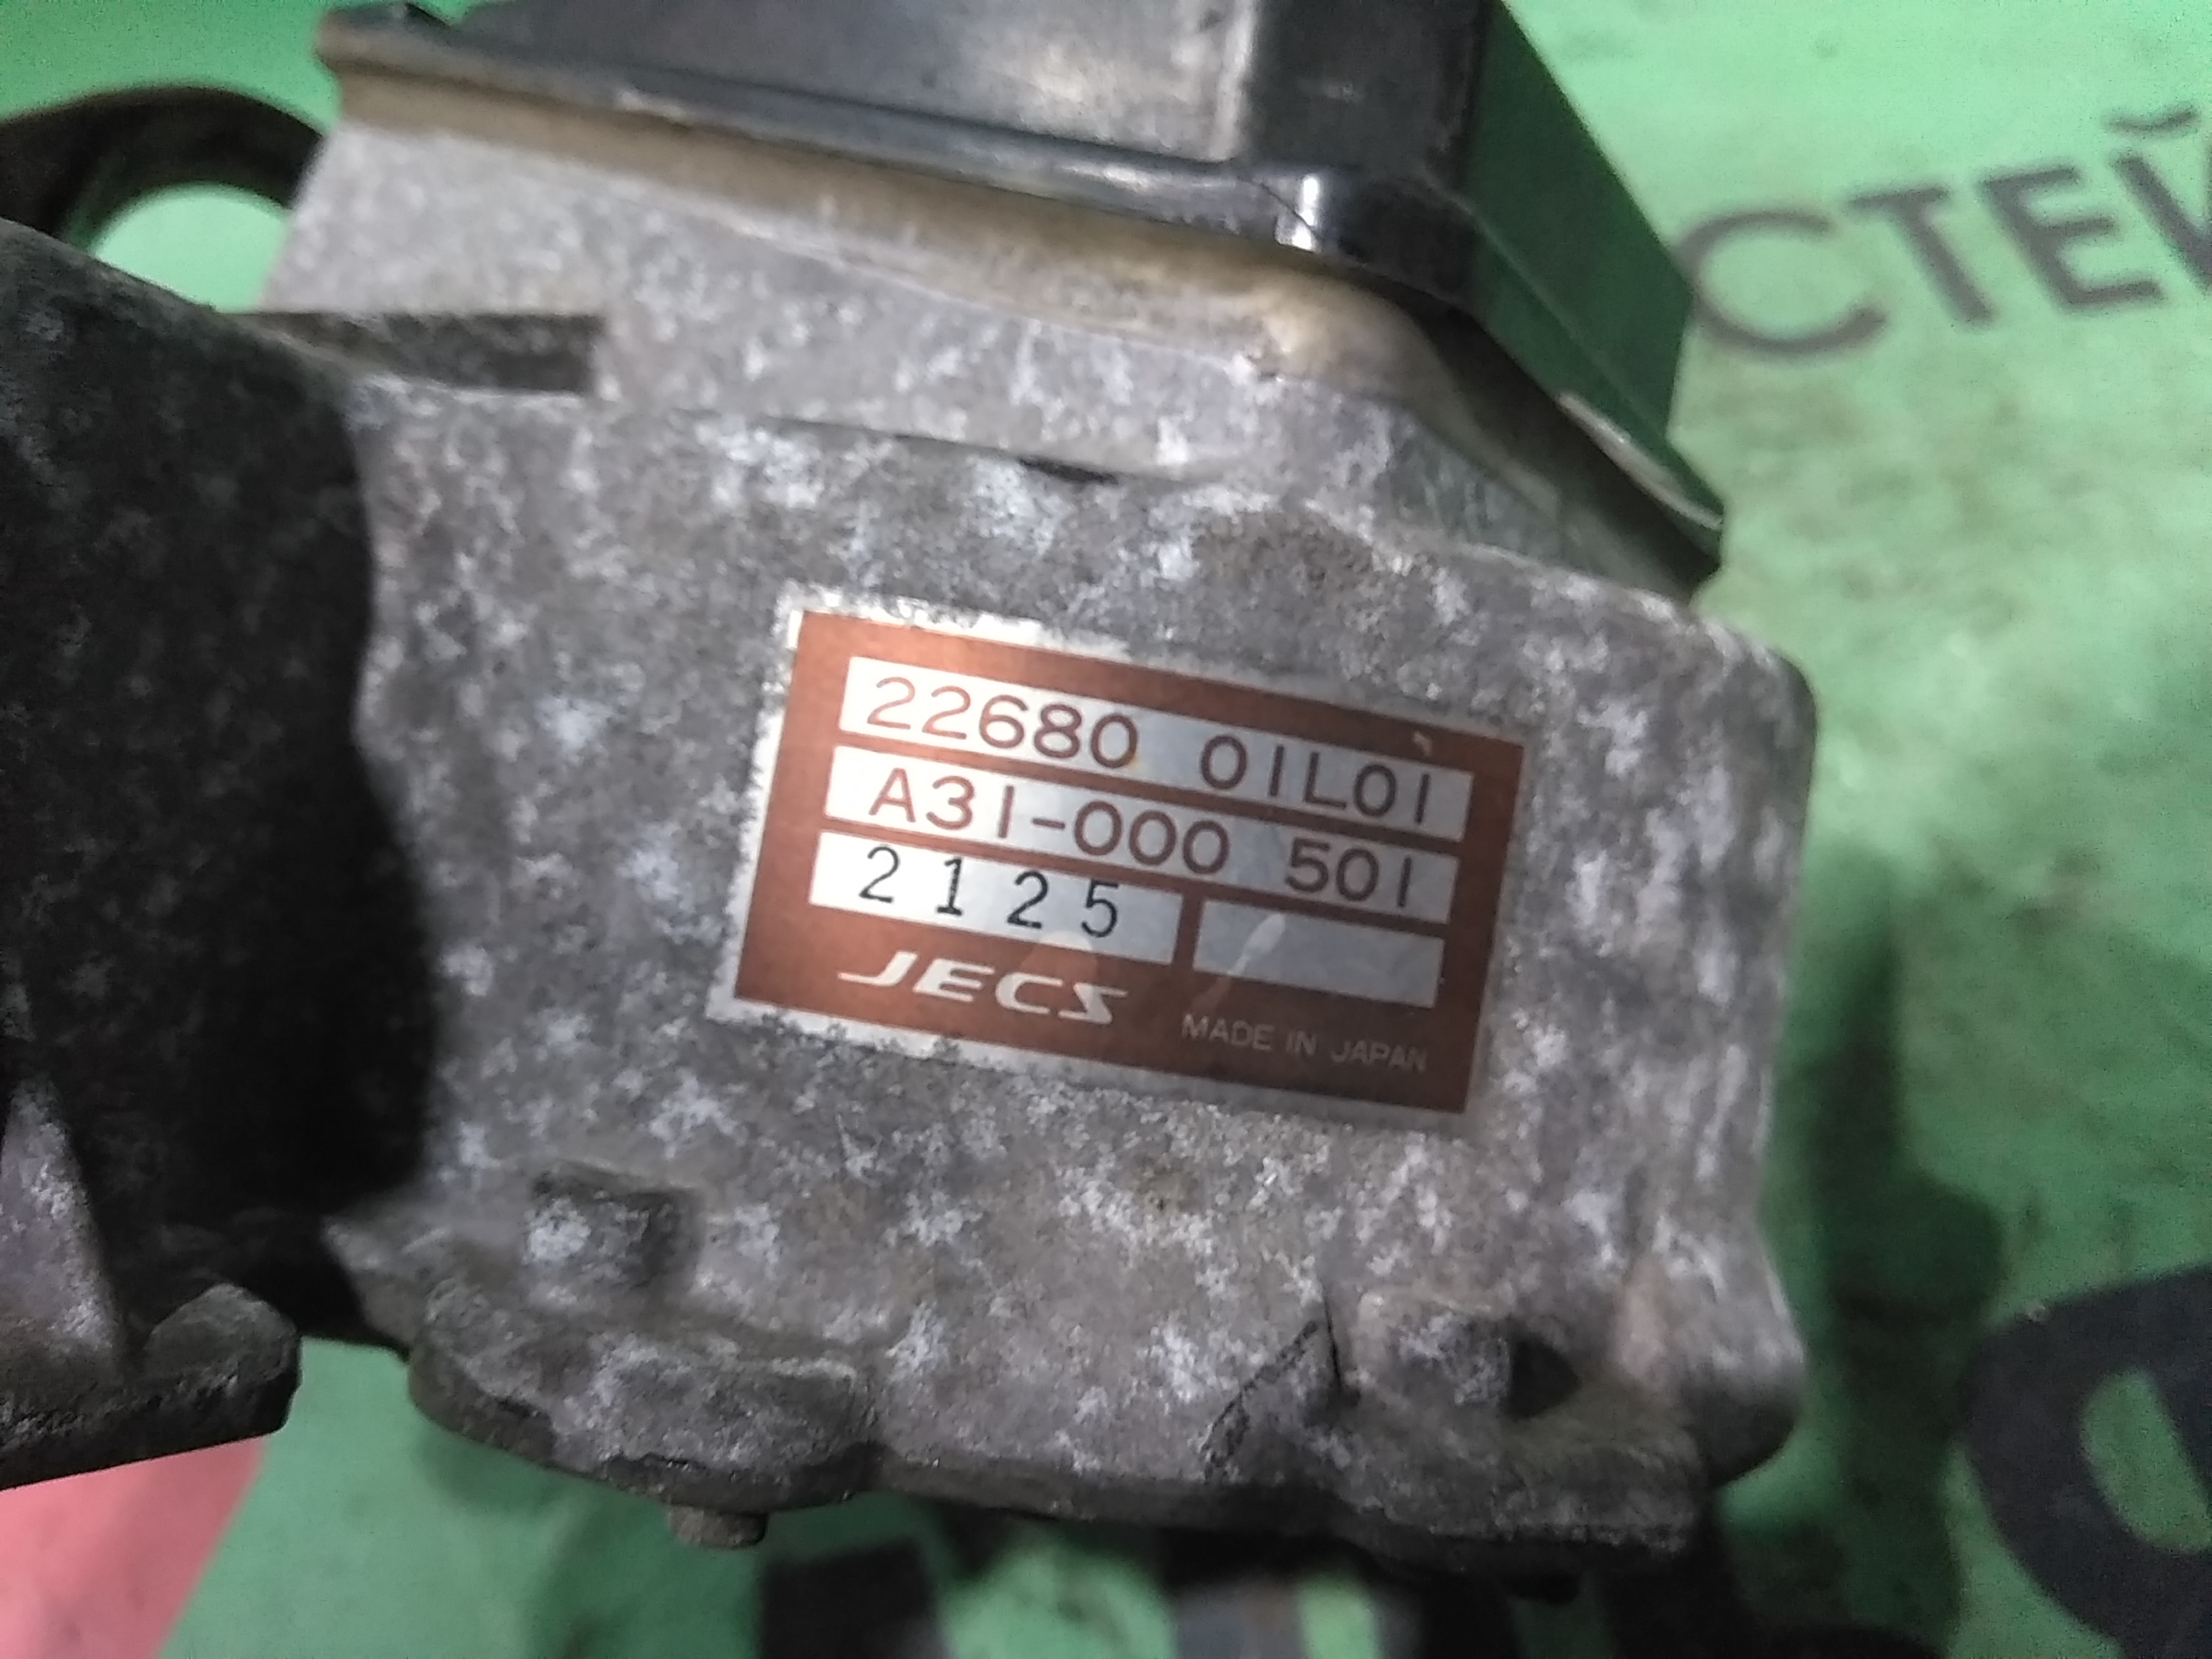 СТЕЙ
22680 01L01
A31-000 501
2125
JECS
MADE IN JAPAN